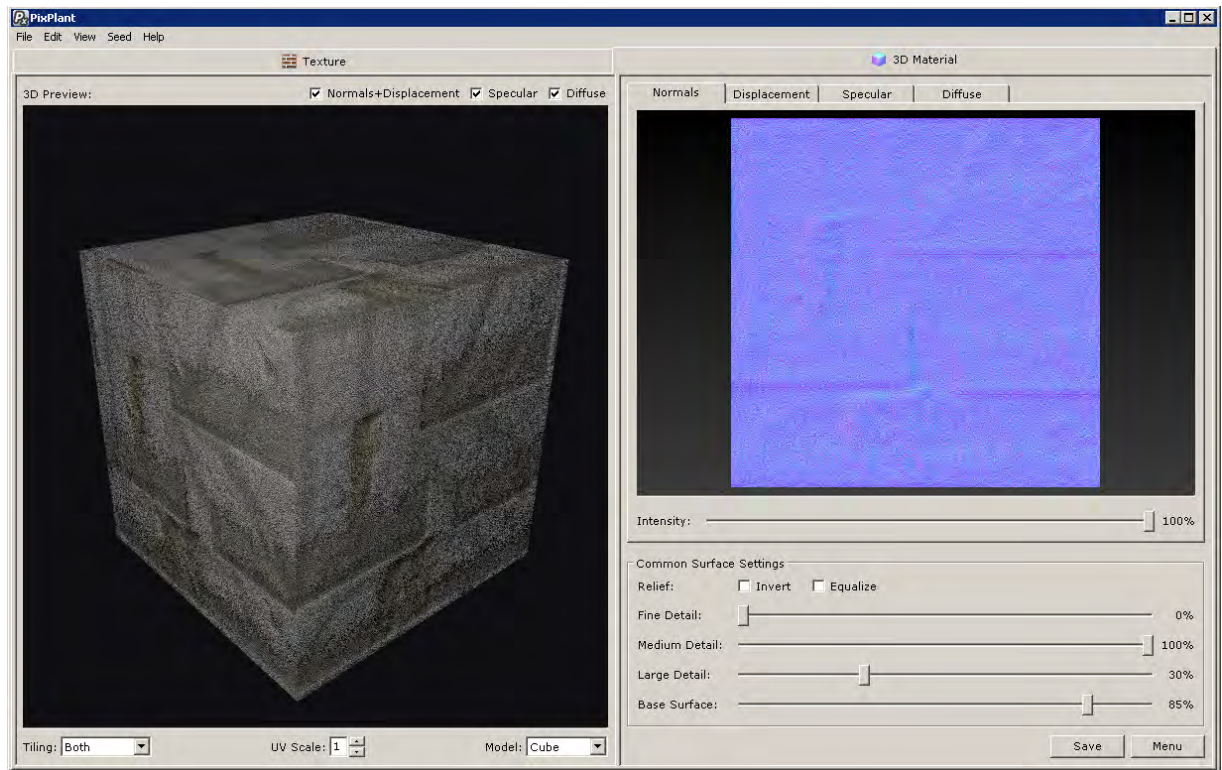 PixPlant
File Edit View Seed Help
Texture
3D Material
3D Preview: Normals+Displacement Specular Diffuse
Normals Displacement Specular Diffuse
Intensity: 100%
Common Surface Settings
Relief: Invert Equalize
Fine Detail: 0%
Medium Detail: 100%
Large Detail: 30%
Base Surface: 85%
Tiling: Both UV Scale: 1 Model: Cube
Save Menu